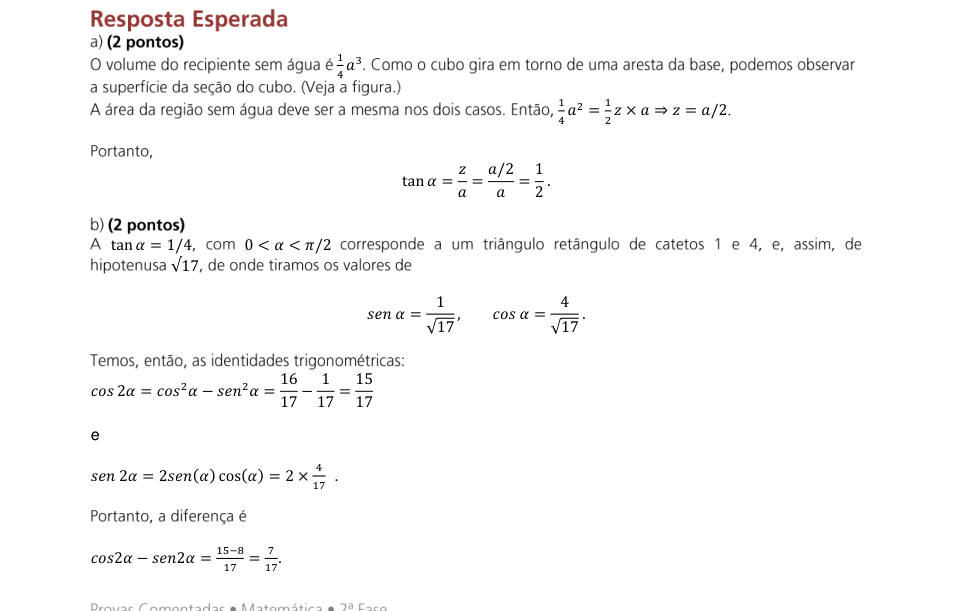 Resposta Esperada
a) (2 pontos)
O volume do recipiente sem água é 1/4 a³. Como o cubo gira em torno de uma aresta da base, podemos observar
a superfície da seção do cubo. (Veja a figura.)
A área da região sem água deve ser a mesma nos dois casos. Então, 1/4 a² = 1/2 z × a ⇒ z = a/2.
Portanto,
tan α = z/a = (a/2)/a = 1/2.
b) (2 pontos)
A tan α = 1/4, com 0 < α < π/2 corresponde a um triângulo retângulo de catetos 1 e 4, e, assim, de
hipotenusa √17, de onde tiramos os valores de
sen α = 1/√17, cos α = 4/√17.
Temos, então, as identidades trigonométricas:
cos 2α = cos²α − sen²α = 16/17 − 1/17 = 15/17
e
sen 2α = 2sen(α) cos(α) = 2 × 4/17 .
Portanto, a diferença é
cos2α − sen2α = (15−8)/17 = 7/17.
Provas Comentadas • Matemática • 2ª Fase